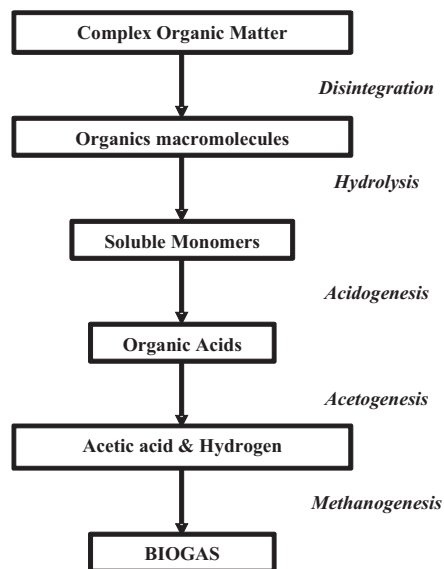 Complex Organic Matter
Disintegration
Organics macromolecules
Hydrolysis
Soluble Monomers
Acidogenesis
Organic Acids
Acetogenesis
Acetic acid & Hydrogen
Methanogenesis
BIOGAS